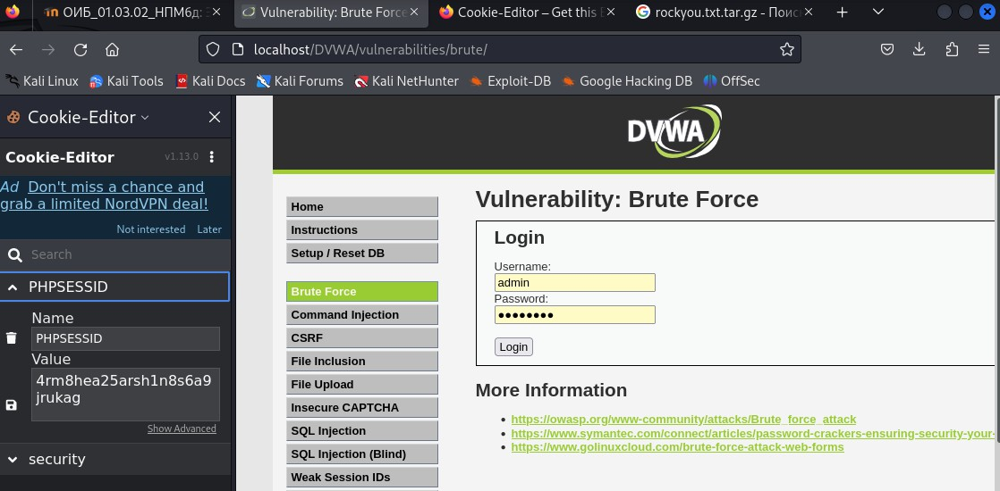 ОИБ_01.03.02_НПМбд:
Vulnerability: Brute Force
Cookie-Editor – Get this
rockyou.txt.tar.gz - Поис
localhost/DVWA/vulnerabilities/brute/
Kali Linux
Kali Tools
Kali Docs
Kali Forums
Kali NetHunter
Exploit-DB
Google Hacking DB
OffSec
Cookie-Editor
Cookie-Editor
v1.13.0
Ad Don't miss a chance and
grab a limited NordVPN deal!
Not interested Later
Search
PHPSESSID
Name
PHPSESSID
Value
4rm8hea25arsh1n8s6a9
jrukag
Show Advanced
security
DVWA
Home
Instructions
Setup / Reset DB
Brute Force
Command Injection
CSRF
File Inclusion
File Upload
Insecure CAPTCHA
SQL Injection
SQL Injection (Blind)
Weak Session IDs
Vulnerability: Brute Force
Login
Username:
admin
Password:
●●●●●●●●
Login
More Information
https://owasp.org/www-community/attacks/Brute_force_attack
https://www.symantec.com/connect/articles/password-crackers-ensuring-security-your-
https://www.golinuxcloud.com/brute-force-attack-web-forms